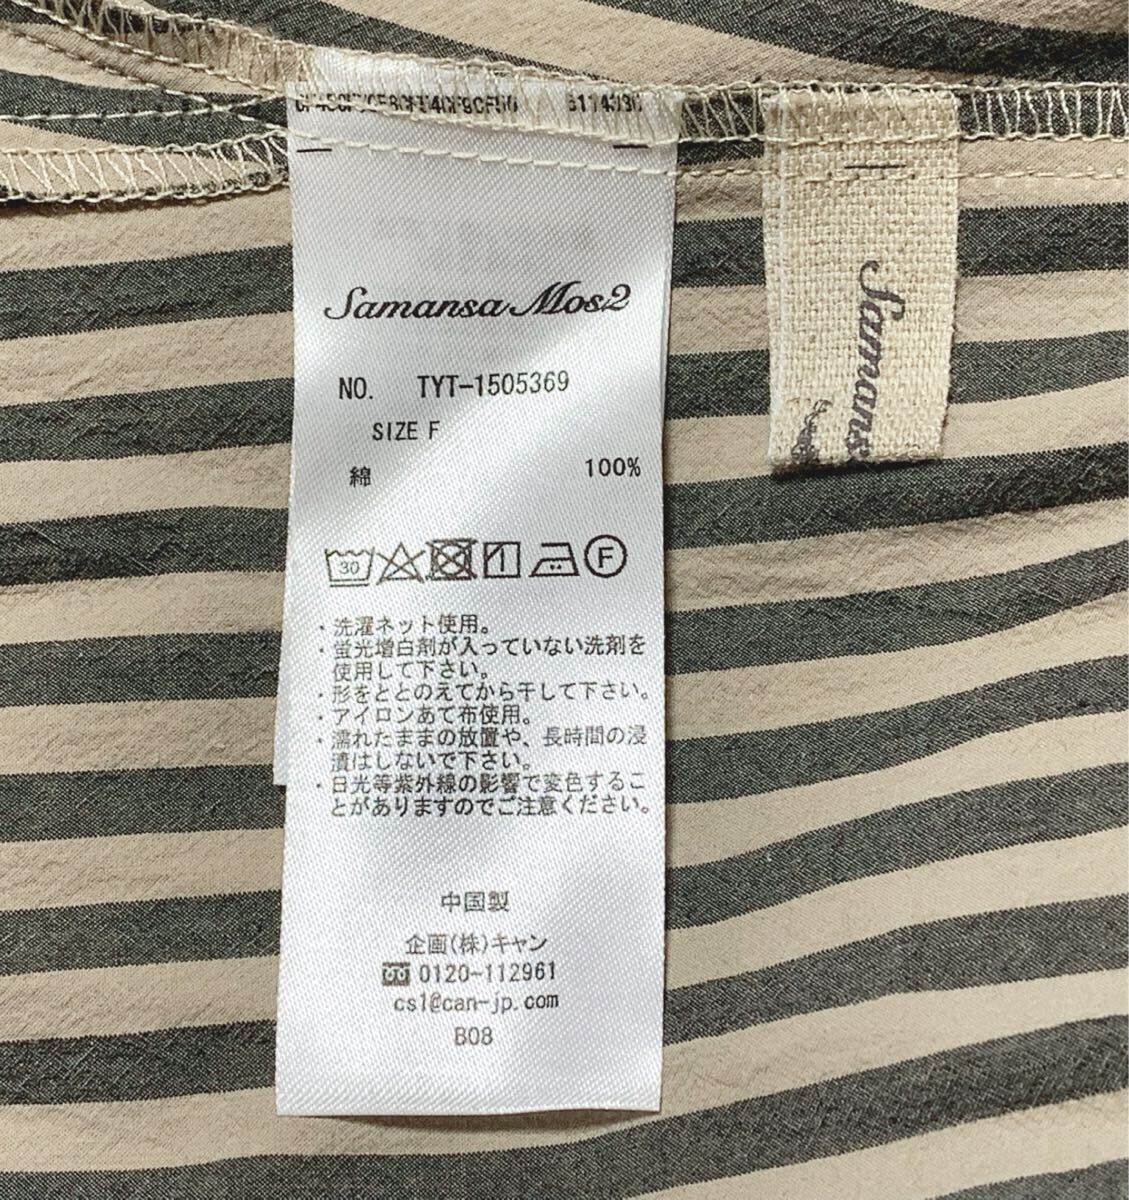 Samansa Mos2
NO. TYT-1505369
SIZE F
綿 100%
30 F
・洗濯ネット使用。
・蛍光増白剤が入っていない洗剤を
使用して下さい。
・形をととのえてから干して下さい。
・アイロンあて布使用。
・濡れたままの放置や、長時間の浸
漬はしないで下さい。
・日光等紫外線の影響で変色するこ
とがありますのでご注意ください。
中国製
企画(株)キャン
0120-112961
cs1@can-jp.com
B08
Samans